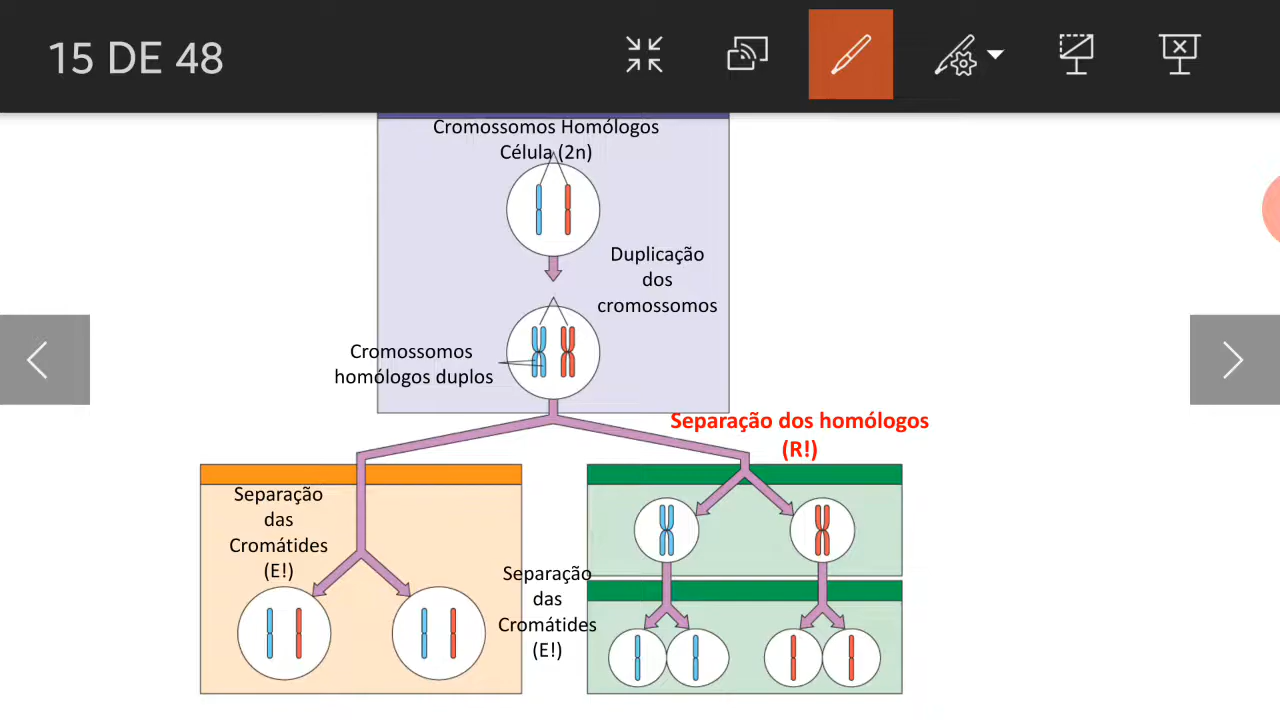 15 DE 48
Cromossomos Homólogos
Célula (2n)
Duplicação
dos
cromossomos
Cromossomos
homólogos duplos
Separação dos homólogos
(R!)
Separação
das
Cromátides
(E!)
Separação
das
Cromátides
(E!)